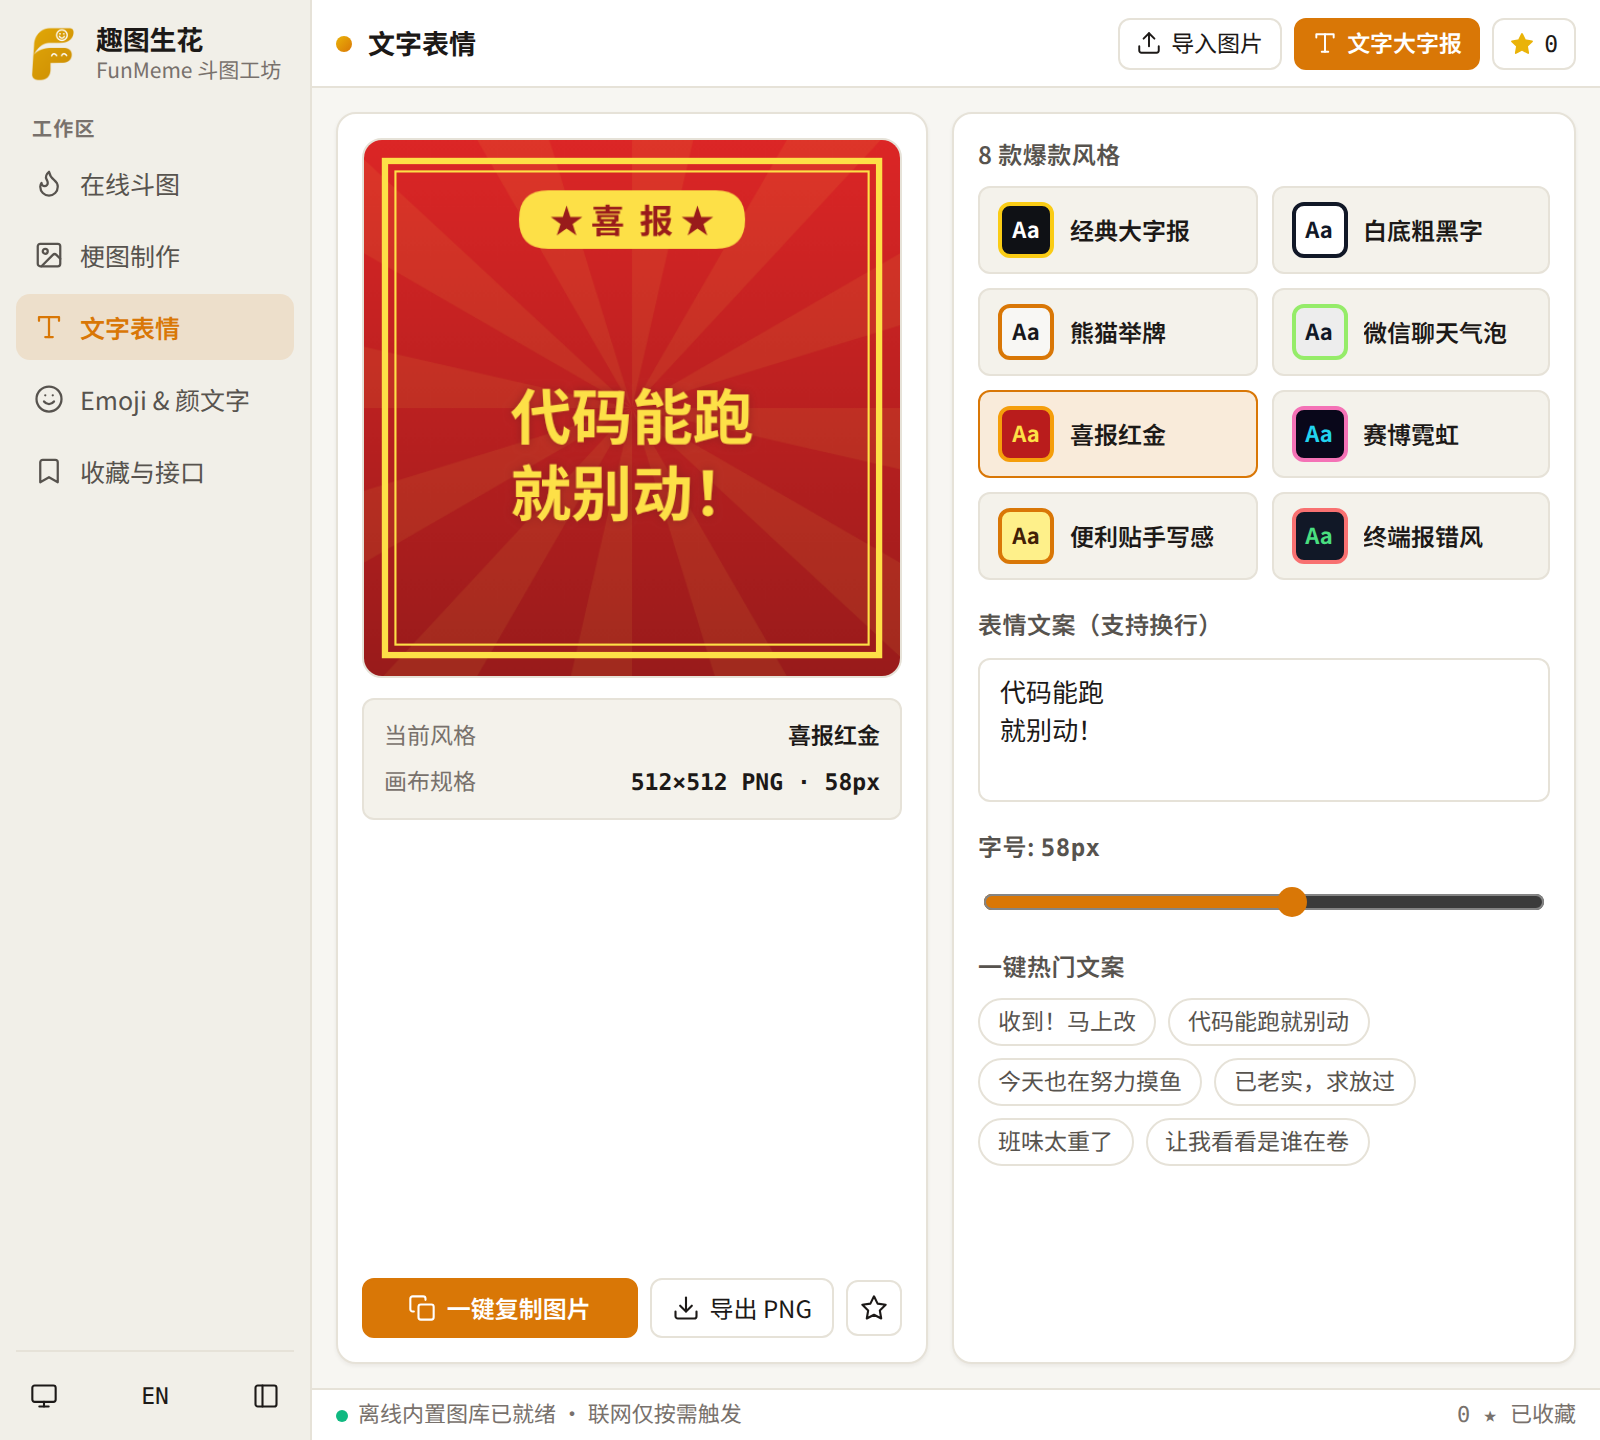 趣图生花
FunMeme 斗图工坊
工作区
在线斗图
梗图制作
文字表情
Emoji & 颜文字
收藏与接口
EN
文字表情
导入图片
文字大字报
0
★ 喜 报 ★
代码能跑
就别动！
当前风格
喜报红金
画布规格
512×512 PNG · 58px
一键复制图片
导出 PNG
8 款爆款风格
Aa 经典大字报
Aa 白底粗黑字
Aa 熊猫举牌
Aa 微信聊天气泡
Aa 喜报红金
Aa 赛博霓虹
Aa 便利贴手写感
Aa 终端报错风
表情文案（支持换行）
代码能跑
就别动！
字号: 58px
一键热门文案
收到！马上改
代码能跑就别动
今天也在努力摸鱼
已老实，求放过
班味太重了
让我看看是谁在卷
离线内置图库已就绪 • 联网仅按需触发
0 ★ 已收藏